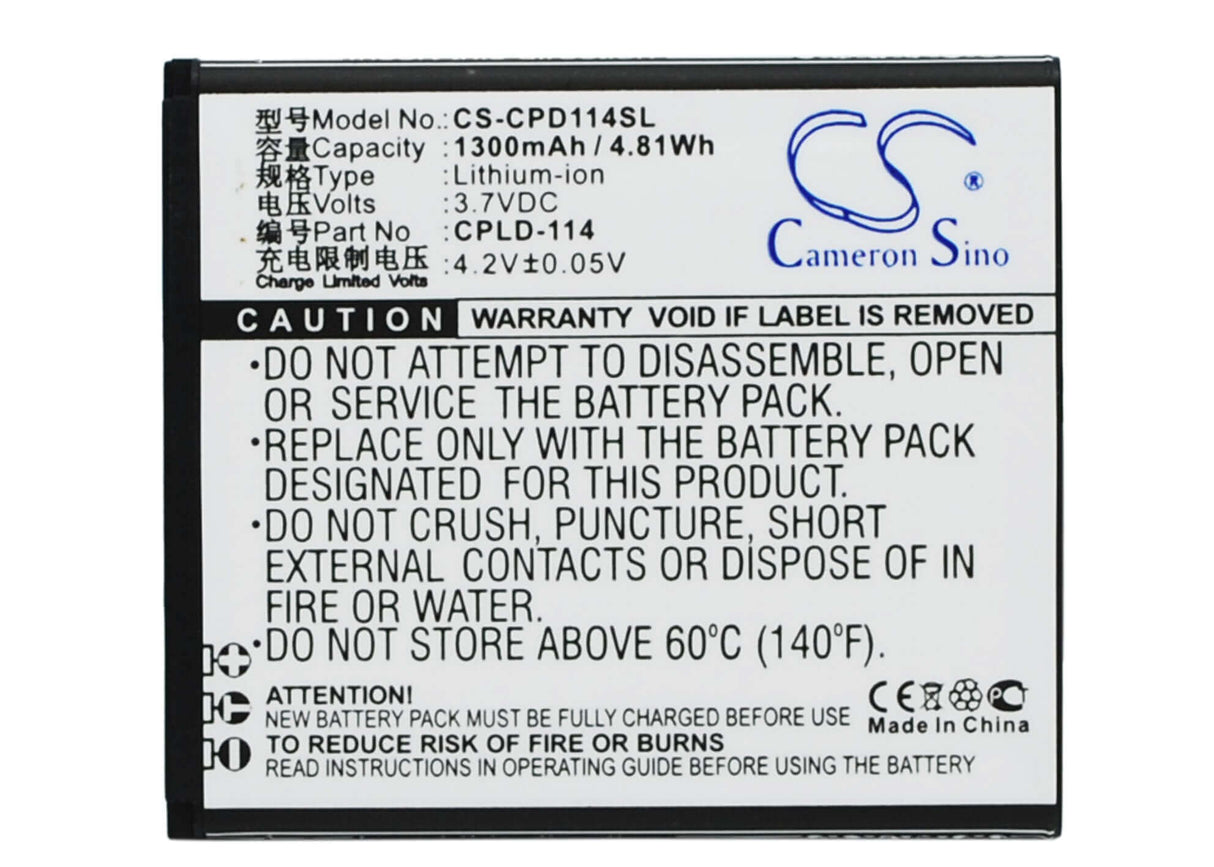 型号Model No.: CS-CPD114SL
容量Capacity : 1300mAh / 4.81Wh
规格Type : Lithium-ion
电压Volts : 3.7VDC
编号Part No : CPLD-114
充电限制电压 : 4.2V±0.05V
Charge Limited Volts
CS ®
Cameron Sino
CAUTION WARRANTY VOID IF LABEL IS REMOVED
•DO NOT ATTEMPT TO DISASSEMBLE, OPEN
OR SERVICE THE BATTERY PACK.
•REPLACE ONLY WITH THE BATTERY PACK
DESIGNATED FOR THIS PRODUCT.
•DO NOT CRUSH, PUNCTURE, SHORT
EXTERNAL CONTACTS OR DISPOSE OF IN
FIRE OR WATER.
•DO NOT STORE ABOVE 60°C (140°F).
ATTENTION!
NEW BATTERY PACK MUST BE FULLY CHARGED BEFORE USE
TO REDUCE RISK OF FIRE OR BURNS
READ INSTRUCTIONS IN OPERATING GUIDE BEFORE USING THE BATTERY
CE PC
Made In China